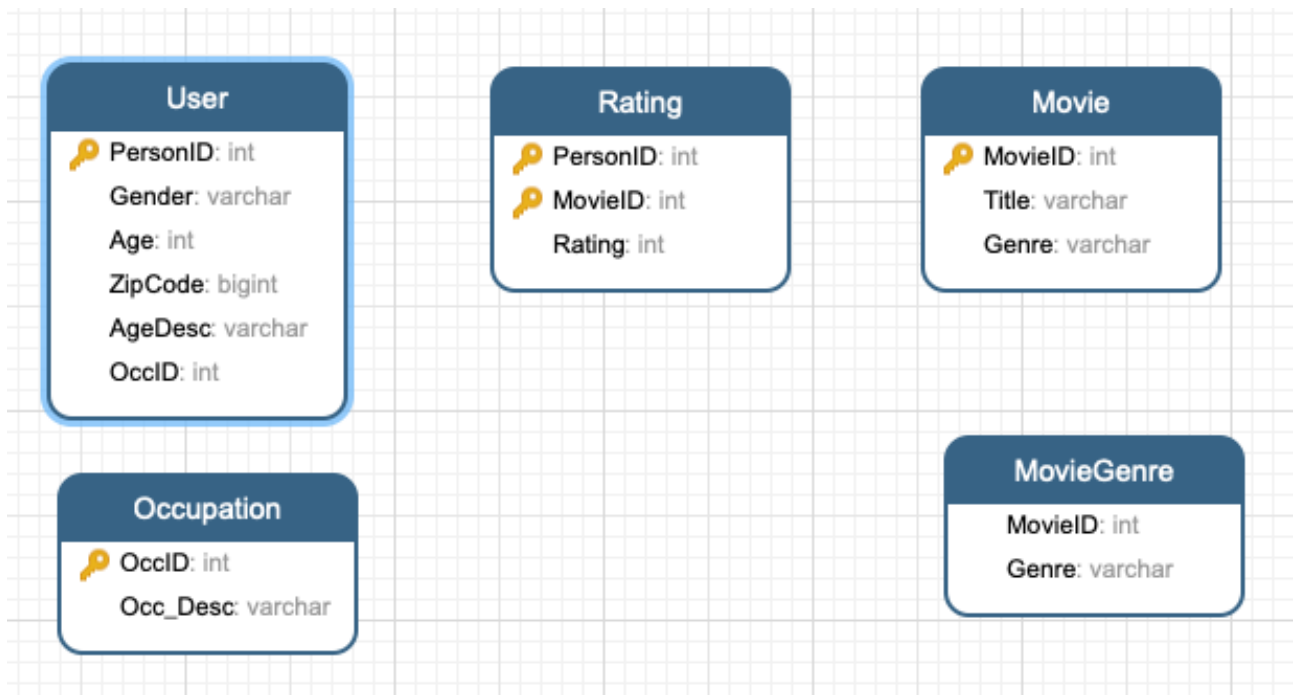 User
PersonID: int
Gender: varchar
Age: int
ZipCode: bigint
AgeDesc: varchar
OccID: int
Rating
PersonID: int
MovieID: int
Rating: int
Movie
MovieID: int
Title: varchar
Genre: varchar
Occupation
OccID: int
Occ_Desc: varchar
MovieGenre
MovieID: int
Genre: varchar